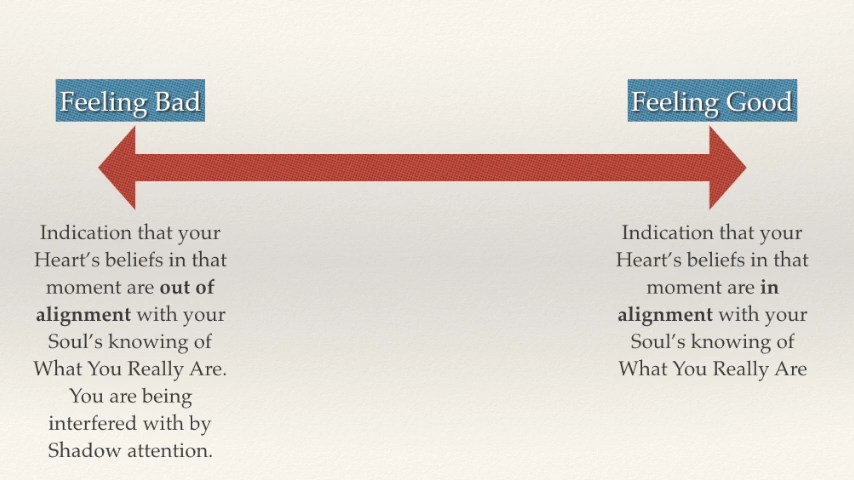 Feeling Bad
Feeling Good
Indication that your
Heart’s beliefs in that
moment are out of
alignment with your
Soul’s knowing of
What You Really Are.
You are being
interfered with by
Shadow attention.
Indication that your
Heart’s beliefs in that
moment are in
alignment with your
Soul’s knowing of
What You Really Are